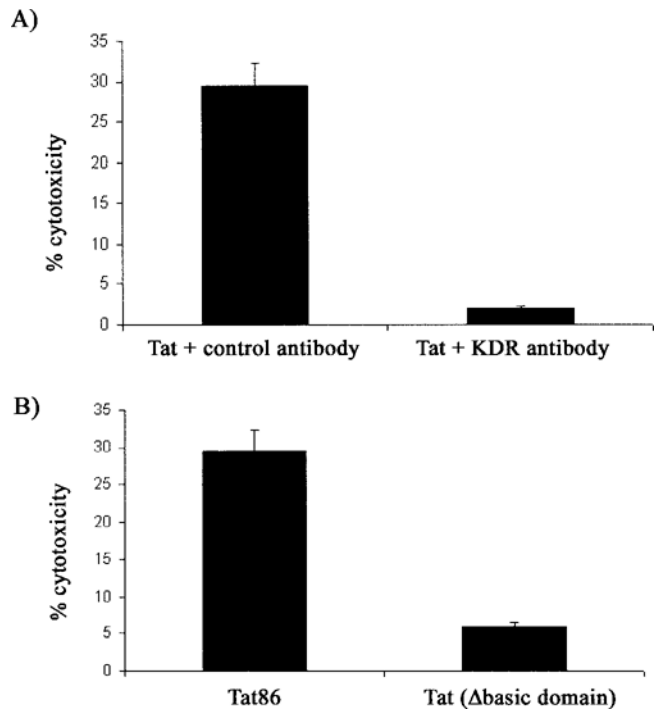 A)
35
30
25
20
15
10
5
0
% cytotoxicity
Tat + control antibody Tat + KDR antibody
B)
35
30
25
20
15
10
5
0
% cytotoxicity
Tat86 Tat (Δbasic domain)